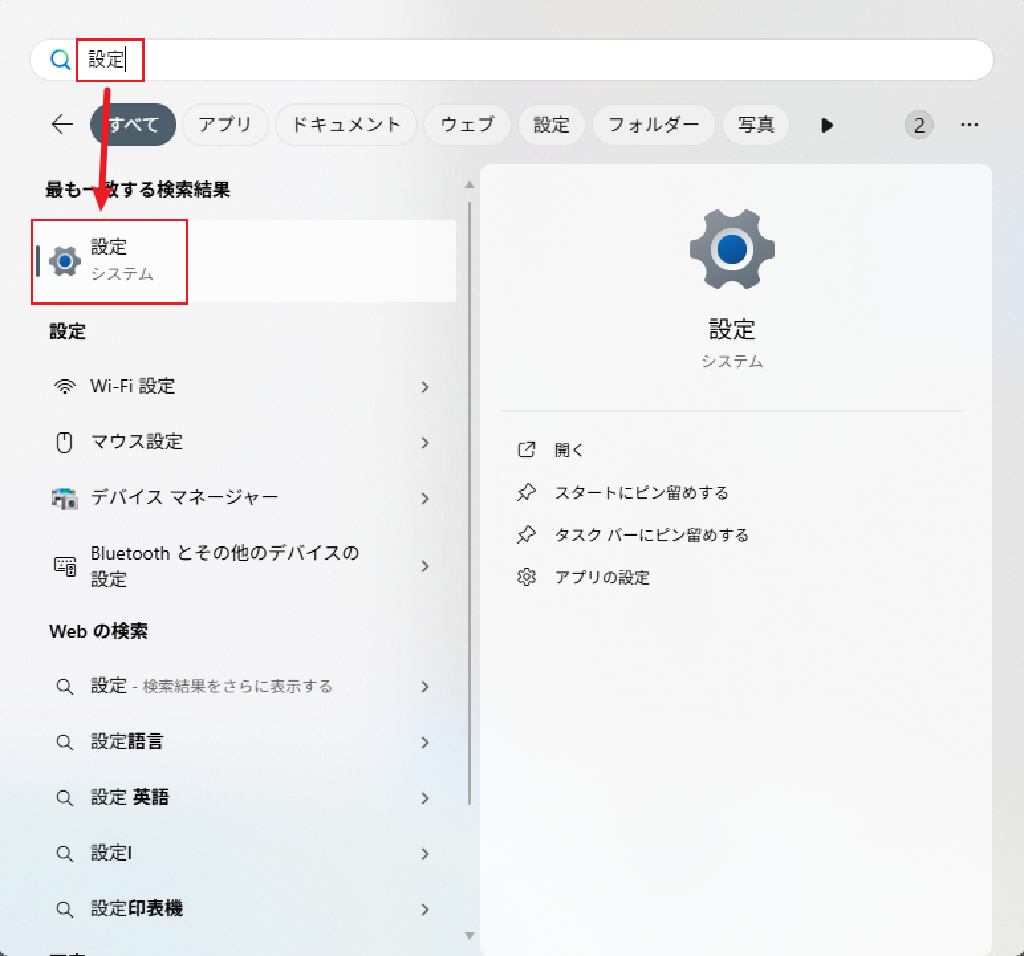 設定
すべて アプリ ドキュメント ウェブ 設定 フォルダー 写真 2 ...
最も一致する検索結果
設定
システム
設定
Wi-Fi 設定
マウス設定
デバイス マネージャー
Bluetooth とその他のデバイスの
設定
Web の検索
設定 - 検索結果をさらに表示する
設定語言
設定 英語
設定l
設定印表機
設定
システム
開く
スタートにピン留めする
タスク バーにピン留めする
アプリの設定